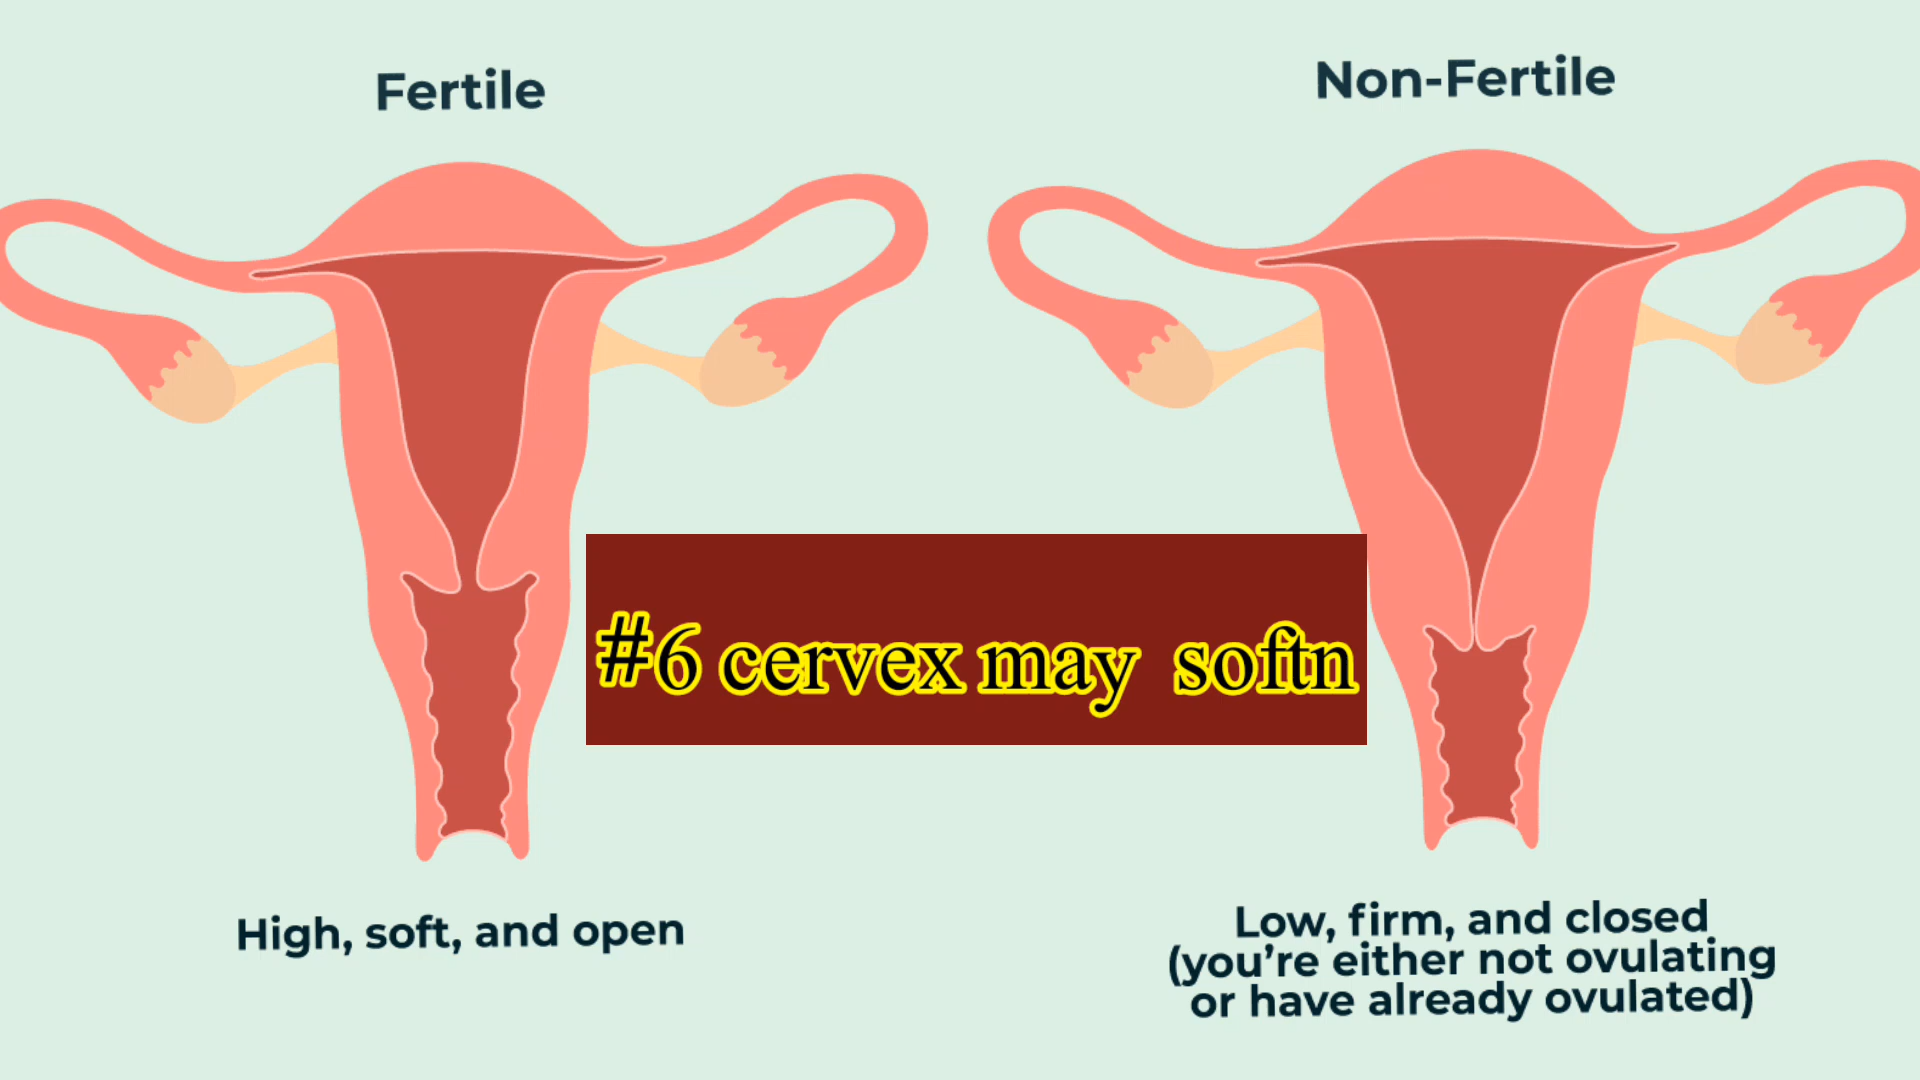 Fertile
Non-Fertile
#6 cervex may softn
High, soft, and open
Low, firm, and closed
(you’re either not ovulating
or have already ovulated)